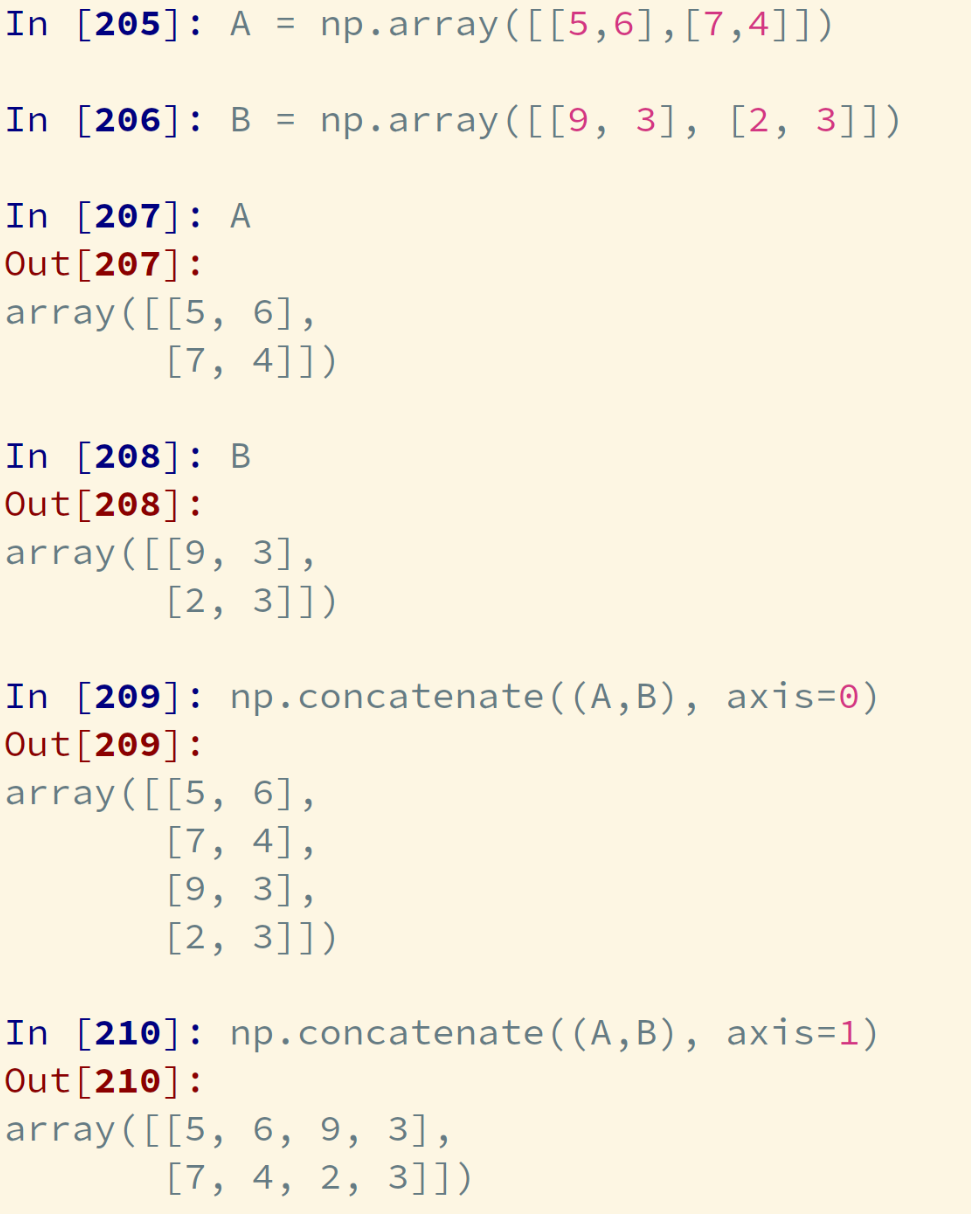 In [205]: A = np.array([[5,6],[7,4]])
In [206]: B = np.array([[9, 3], [2, 3]])
In [207]: A
Out[207]:
array([[5, 6],
       [7, 4]])
In [208]: B
Out[208]:
array([[9, 3],
       [2, 3]])
In [209]: np.concatenate((A,B), axis=0)
Out[209]:
array([[5, 6],
       [7, 4],
       [9, 3],
       [2, 3]])
In [210]: np.concatenate((A,B), axis=1)
Out[210]:
array([[5, 6, 9, 3],
       [7, 4, 2, 3]])